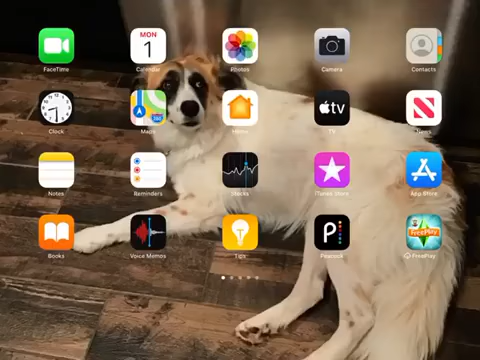 MON
1
FaceTime
Calendar
Photos
Camera
Contacts
tv
Clock
Maps
Home
TV
News
Notes
Reminders
Stocks
iTunes Store
App Store
FreePlay
Books
Voice Memos
Tips
Peacock
FreePlay